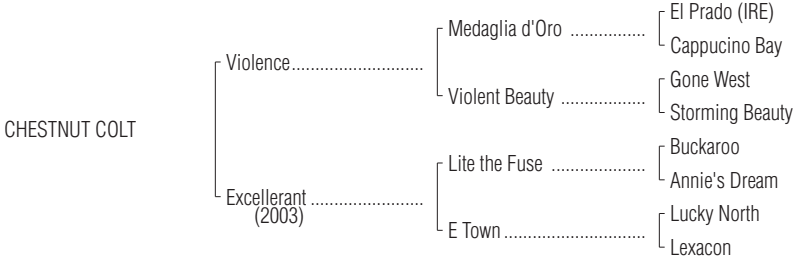 El Prado (IRE)
Medaglia d'Oro ................
Cappucino Bay
Violence............................
Gone West
Violent Beauty ..................
Storming Beauty
CHESTNUT COLT
Buckaroo
Lite the Fuse ....................
Annie's Dream
Excellerant ........................
(2003)
Lucky North
E Town..............................
Lexacon